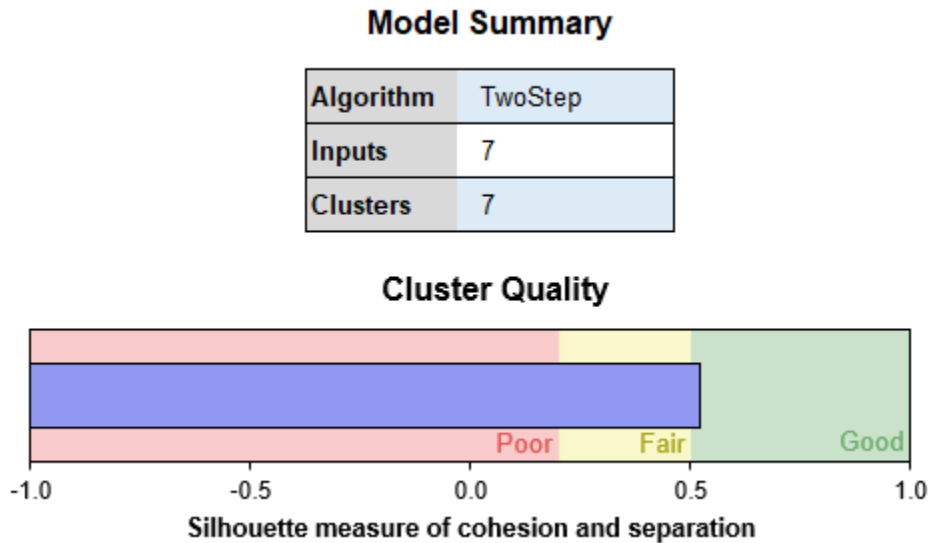 Model Summary
Algorithm TwoStep
Inputs 7
Clusters 7
Cluster Quality
Poor Fair Good
-1.0 -0.5 0.0 0.5 1.0
Silhouette measure of cohesion and separation